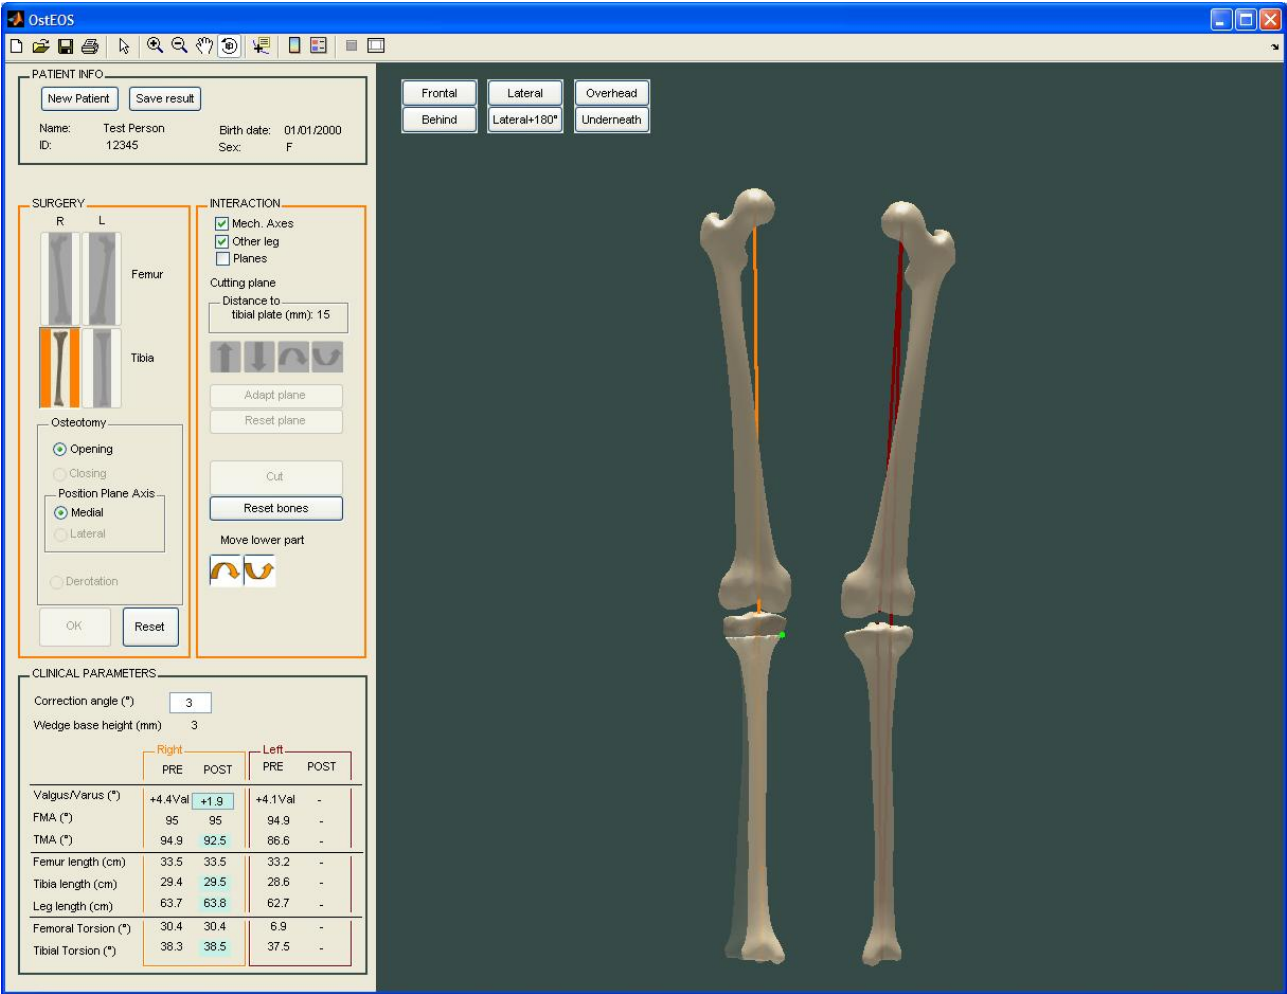 OstEOS
PATIENT INFO
New Patient Save result
Name: Test Person Birth date: 01/01/2000
ID: 12345 Sex: F
Frontal Lateral Overhead
Behind Lateral+180° Underneath
SURGERY
R L
Femur
Tibia
Osteotomy
Opening
Closing
Position Plane Axis
Medial
Lateral
Derotation
OK Reset
INTERACTION
Mech. Axes
Other leg
Planes
Cutting plane
Distance to
tibial plate (mm): 15
Adapt plane
Reset plane
Cut
Reset bones
Move lower part
CLINICAL PARAMETERS
Correction angle (°) 3
Wedge base height (mm) 3
Right Left
PRE POST PRE POST
Valgus/Varus (°) +4.4Val +1.9 +4.1Val -
FMA (°) 95 95 94.9 -
TMA (°) 94.9 92.5 86.6 -
Femur length (cm) 33.5 33.5 33.2 -
Tibia length (cm) 29.4 29.5 28.6 -
Leg length (cm) 63.7 63.8 62.7 -
Femoral Torsion (°) 30.4 30.4 6.9 -
Tibial Torsion (°) 38.3 38.5 37.5 -